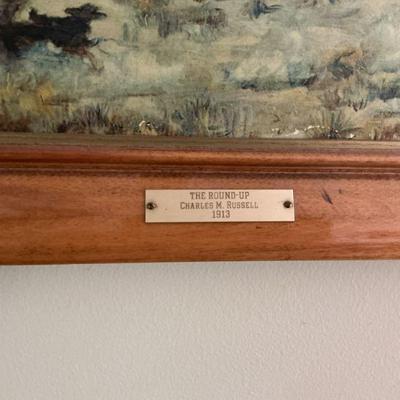 THE ROUND-UP
CHARLES M. RUSSELL
1913